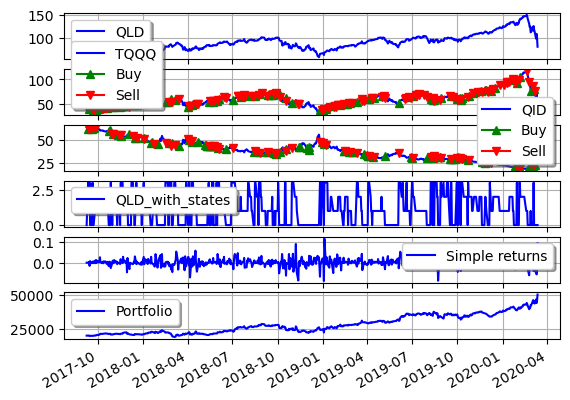 150
100
QLD
100
50
TQQQ
Buy
Sell
50
25
QID
Buy
Sell
2.5
0.0
QLD_with_states
0.1
0.0
Simple returns
50000
25000
Portfolio
2017-10
2018-01
2018-04
2018-07
2018-10
2019-01
2019-04
2019-07
2019-10
2020-01
2020-04